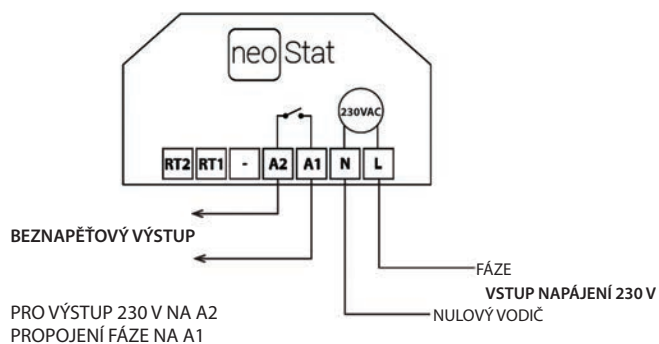 neoStat
230VAC
RT2 RT1 - A2 A1 N L
BEZNAPĚŤOVÝ VÝSTUP
FÁZE
VSTUP NAPÁJENÍ 230 V
NULOVÝ VODIČ
PRO VÝSTUP 230 V NA A2
PROPOJENÍ FÁZE NA A1